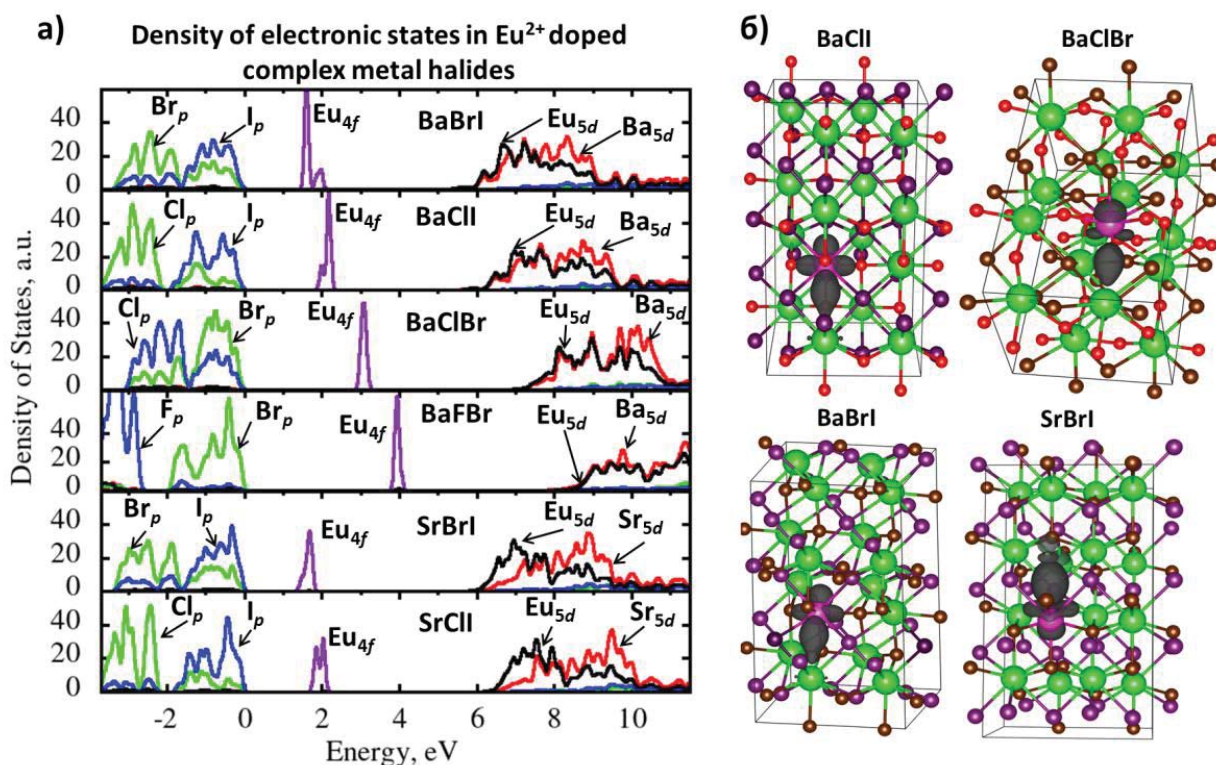 а)
Density of electronic states in Eu2+ doped
complex metal halides
Density of States, a.u.
40
20
0
Brp
Ip
Eu4f
BaBrI
Eu5d
Ba5d
40
20
0
Clp
Ip
Eu4f
BaClI
Eu5d
Ba5d
40
20
0
Clp
Brp
Eu4f
BaClBr
Eu5d
Ba5d
40
20
0
Fp
Brp
Eu4f
BaFBr
Eu5d
Ba5d
40
20
0
Brp
Ip
Eu4f
SrBrI
Eu5d
Sr5d
40
20
0
Clp
Ip
Eu4f
SrClI
Eu5d
Sr5d
-2 0 2 4 6 8 10
Energy, eV
б)
BaClI
BaClBr
BaBrI
SrBrI